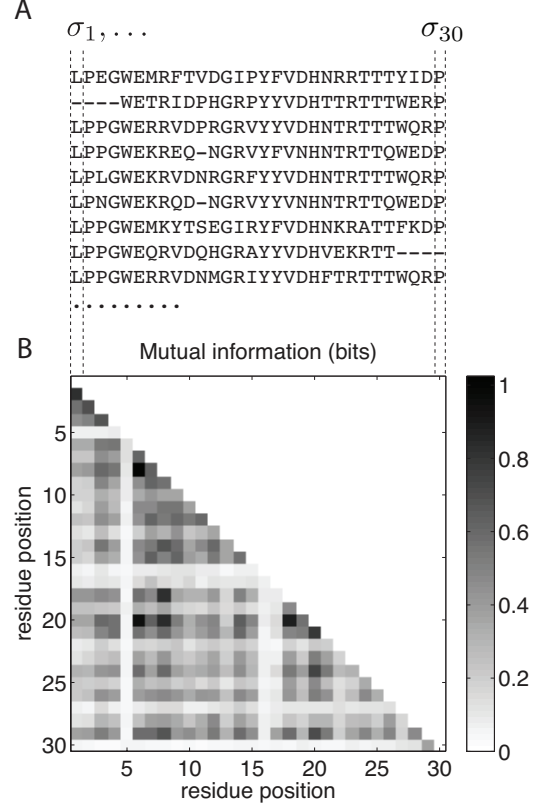 A
σ1, ... σ30
LPEGWEMRFTVDGIPYFVDHNRRTTTYIDP
----WETRIDPHGRPYYVDHTTRTTTWERP
LPPGWERRVDPRGRVYYVDHNTRTTTWQRP
LPPGWEKREQ-NGRVYFVNHNTRTTQWEDP
LPLGWEKRVDNRGRFYYVDHNTRTTTWQRP
LPNGWEKRQD-NGRVYYVNHNTRTTQWEDP
LPPGWEMKYTSEGIRYFVDHNKRATTFKDP
LPPGWEQRVDQHGRAYYVDHVEKRTT----
LPPGWERRVDNMGRIYYVDHFTRTTTWQRP
.........
B
Mutual information (bits)
1
0.8
0.6
0.4
0.2
0
residue position
5
10
15
20
25
30
5 10 15 20 25 30
residue position